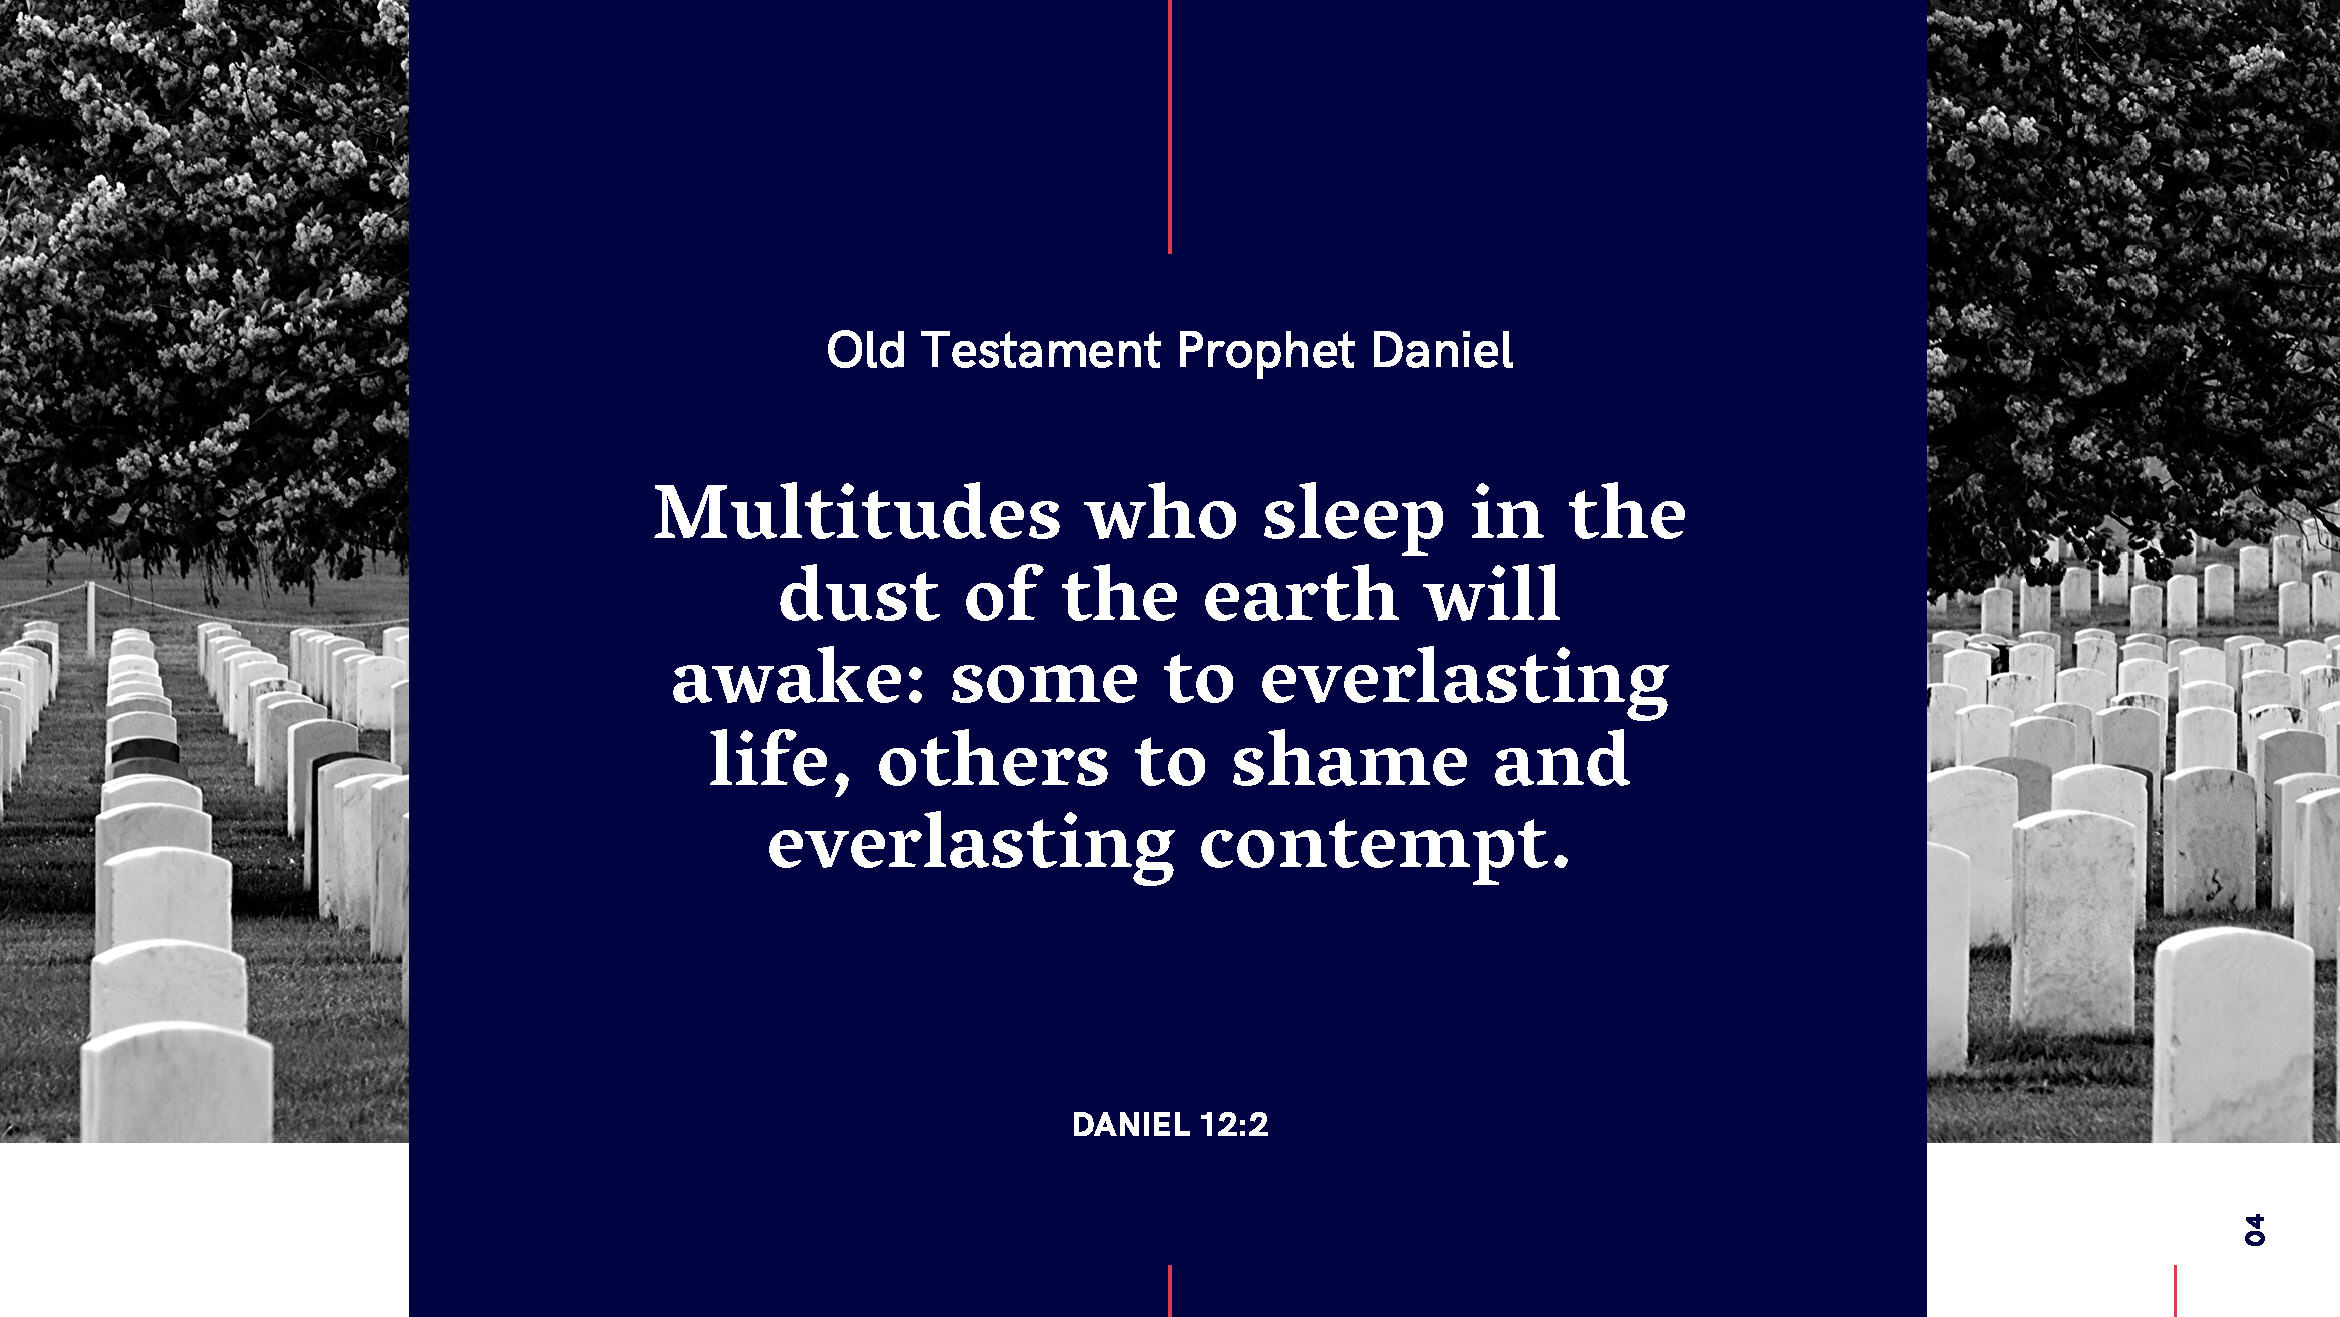 Old Testament Prophet Daniel
Multitudes who sleep in the
dust of the earth will
awake: some to everlasting
life, others to shame and
everlasting contempt.
DANIEL 12:2
04